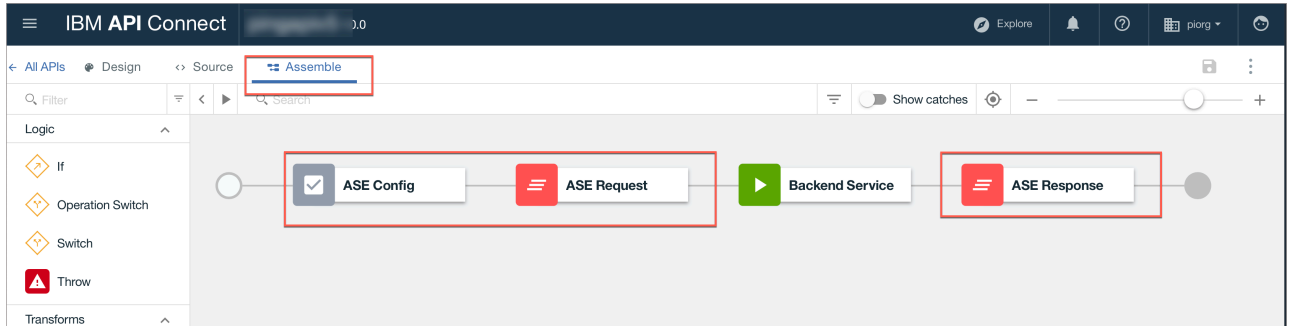 IBM API Connect
.0.0
Explore
piorg
All APIs
Design
Source
Assemble
Filter
Search
Show catches
Logic
If
ASE Config
ASE Request
Backend Service
ASE Response
Operation Switch
Switch
Throw
Transforms